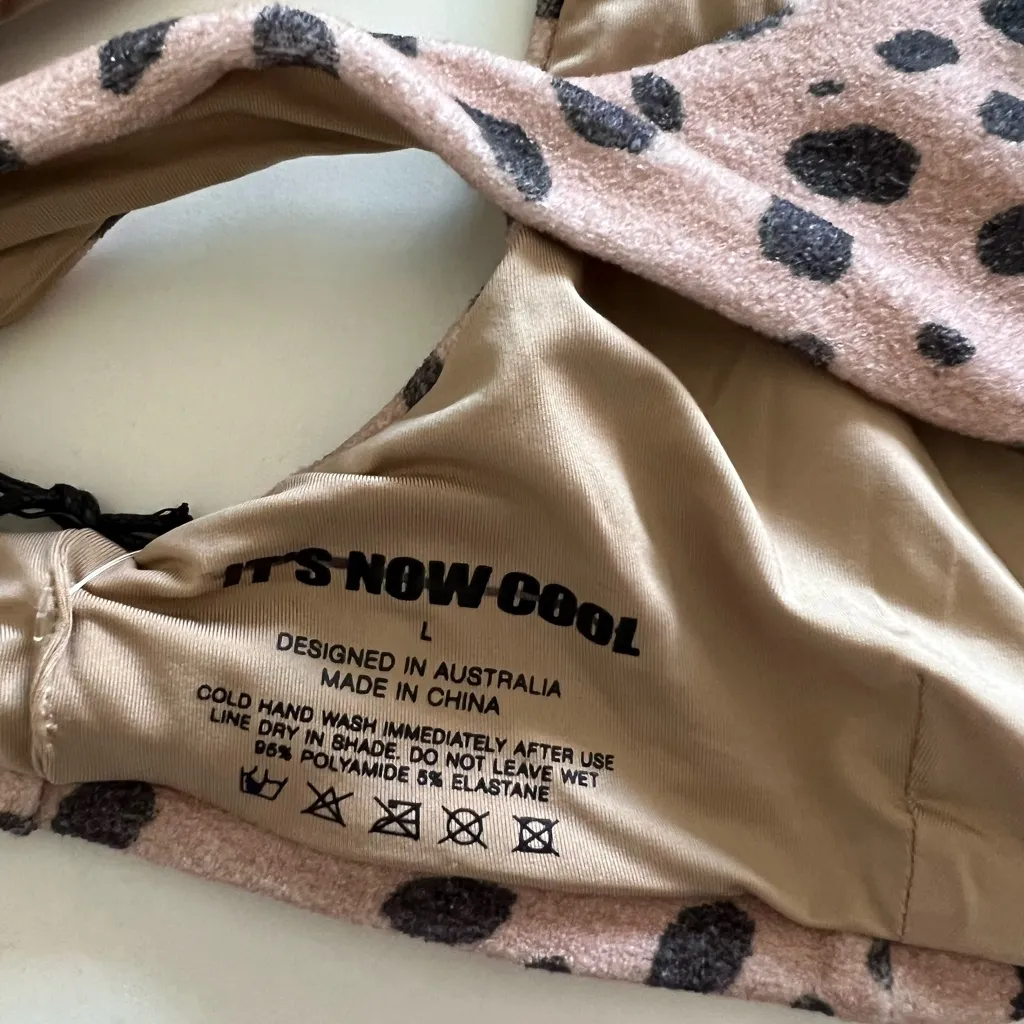 IT'S NOW COOL
L
DESIGNED IN AUSTRALIA
MADE IN CHINA
COLD HAND WASH IMMEDIATELY AFTER USE
LINE DRY IN SHADE. DO NOT LEAVE WET
95% POLYAMIDE 5% ELASTANE